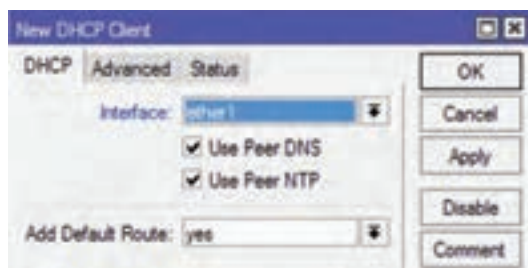 New DHCP Client
DHCP Advanced Status
Interface: ether1
Use Peer DNS
Use Peer NTP
Add Default Route: yes
OK
Cancel
Apply
Disable
Comment